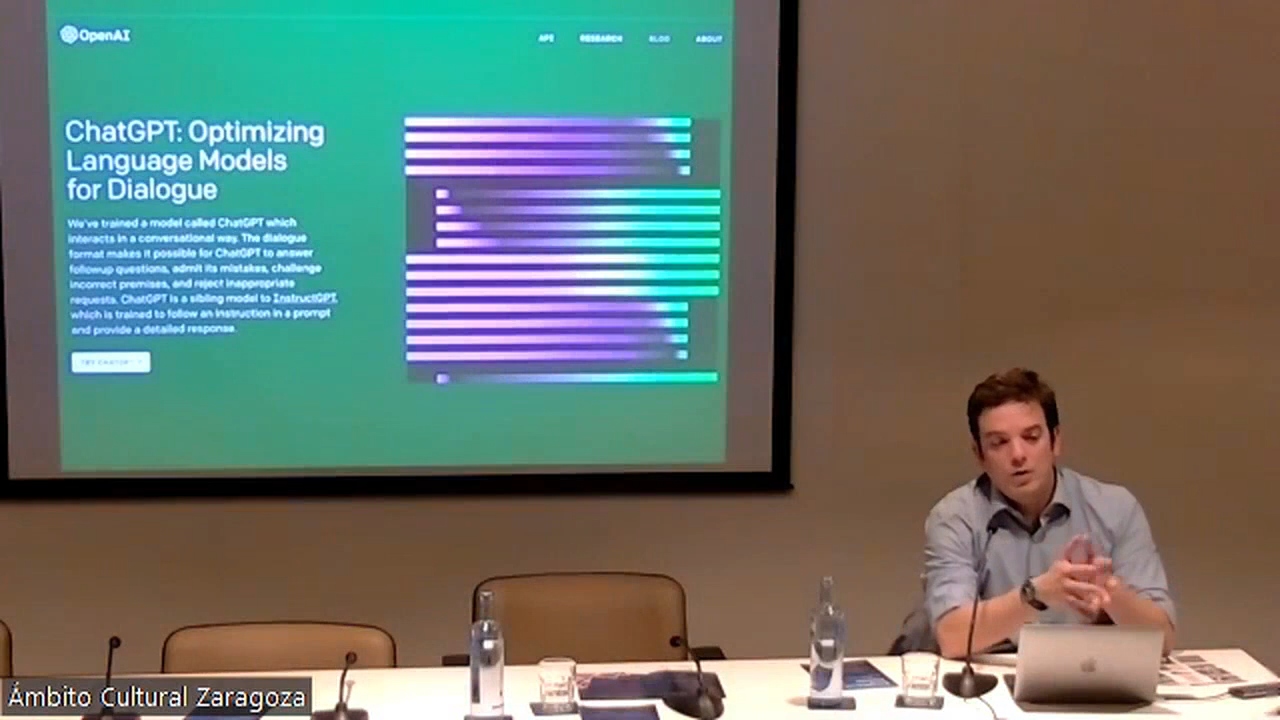 OpenAI
API RESEARCH BLOG ABOUT
ChatGPT: Optimizing
Language Models
for Dialogue
We've trained a model called ChatGPT which
interacts in a conversational way. The dialogue
format makes it possible for ChatGPT to answer
followup questions, admit its mistakes, challenge
incorrect premises, and reject inappropriate
requests. ChatGPT is a sibling model to InstructGPT,
which is trained to follow an instruction in a prompt
and provide a detailed response.
TRY CHATGPT
Ámbito Cultural Zaragoza